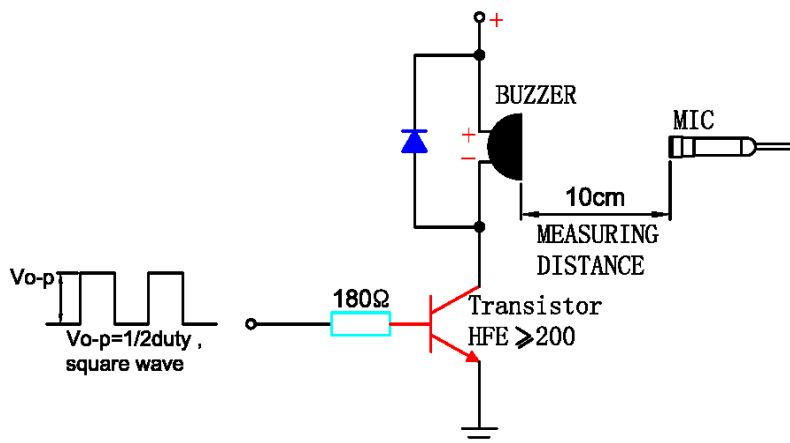 +
BUZZER
+
−
MIC
10cm
MEASURING
DISTANCE
Vo-p
180Ω
Transistor
HFE ⩾200
Vo-p=1/2duty ,
square wave